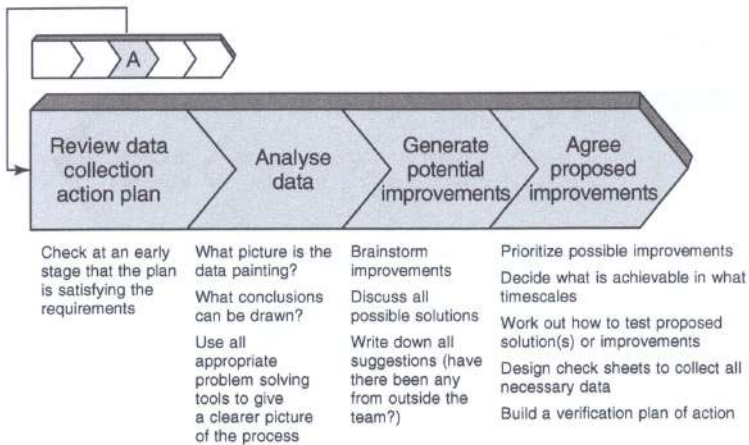 A
Review data
collection
action plan
Analyse
data
Generate
potential
improvements
Agree
proposed
improvements
Check at an early
stage that the plan
is satisfying the
requirements
What picture is the
data painting?
What conclusions
can be drawn?
Use all
appropriate
problem solving
tools to give
a clearer picture
of the process
Brainstorm
improvements
Discuss all
possible solutions
Write down all
suggestions (have
there been any
from outside the
team?)
Prioritize possible improvements
Decide what is achievable in what
timescales
Work out how to test proposed
solution(s) or improvements
Design check sheets to collect all
necessary data
Build a verification plan of action